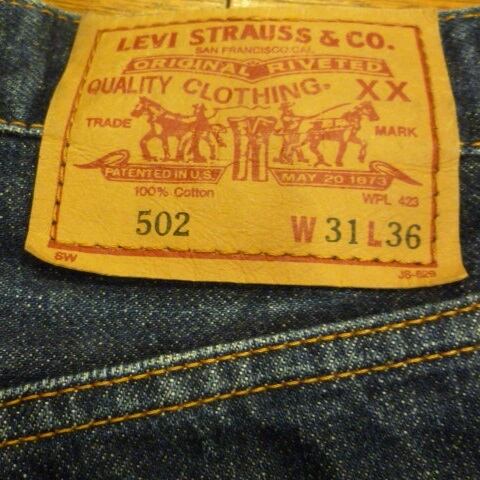 LEVI STRAUSS & CO.
SAN FRANCISCO,CAL.
ORIGINAL RIVETED
QUALITY CLOTHING. XX
TRADE MARK
PATENTED IN U.S. MAY 20 1873
100% Cotton WPL 423
502 W 31 L 36
SW JS-629